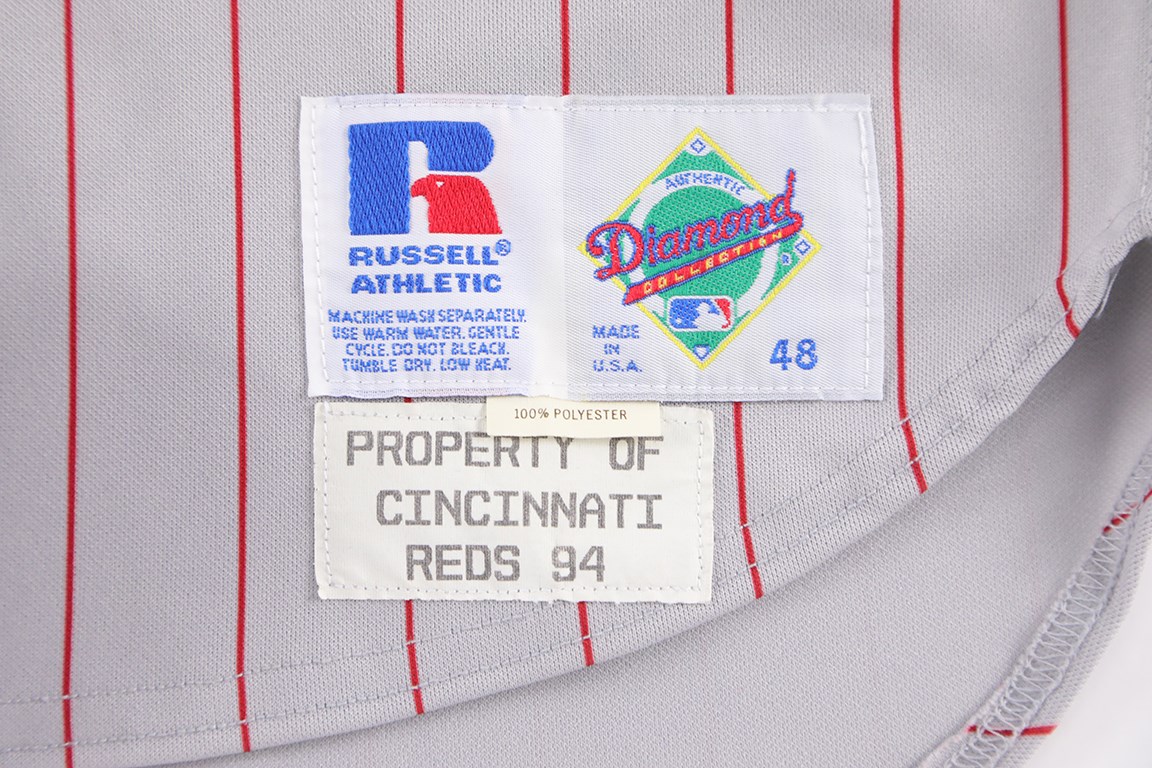 RUSSELL®
ATHLETIC
MACHINE WASH SEPARATELY.
USE WARM WATER. GENTLE
CYCLE. DO NOT BLEACH.
TUMBLE DRY. LOW HEAT.
AUTHENTIC
Diamond
COLLECTION
®
MADE
IN
U.S.A.
48
100% POLYESTER
PROPERTY OF
CINCINNATI
REDS 94